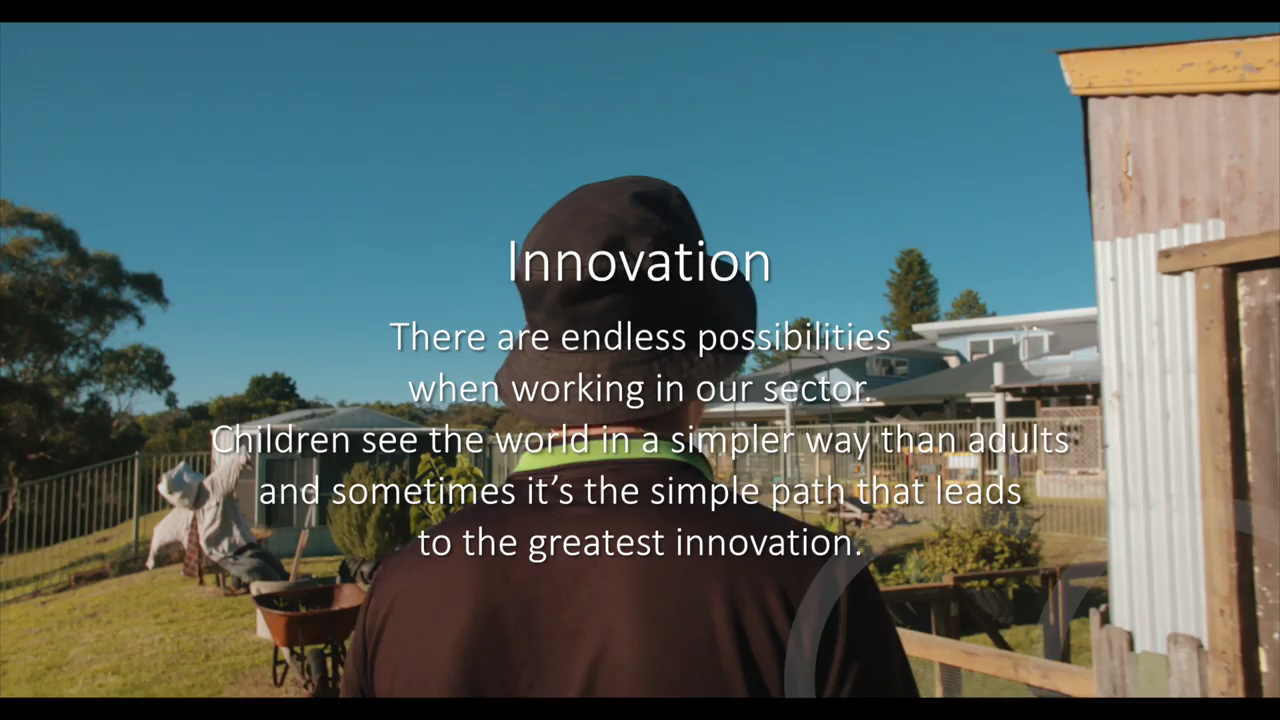 Innovation
There are endless possibilities
when working in our sector.
Children see the world in a simpler way than adults
and sometimes it’s the simple path that leads
to the greatest innovation.